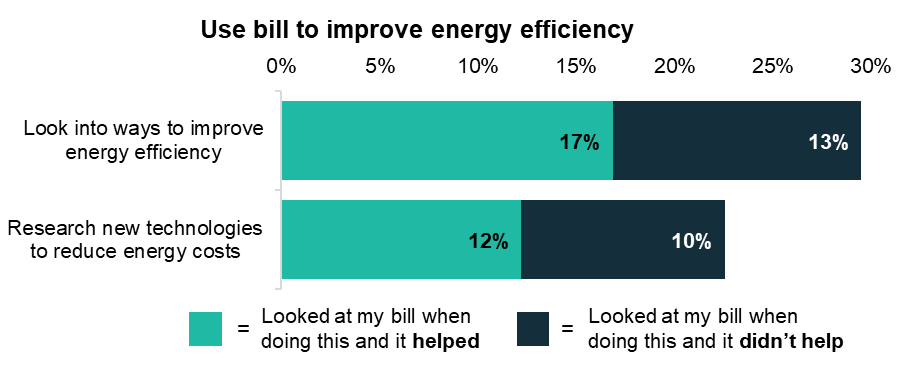 Use bill to improve energy efficiency
0% 5% 10% 15% 20% 25% 30%
Look into ways to improve
energy efficiency
17% 13%
Research new technologies
to reduce energy costs
12% 10%
= Looked at my bill when
doing this and it helped
= Looked at my bill when
doing this and it didn’t help